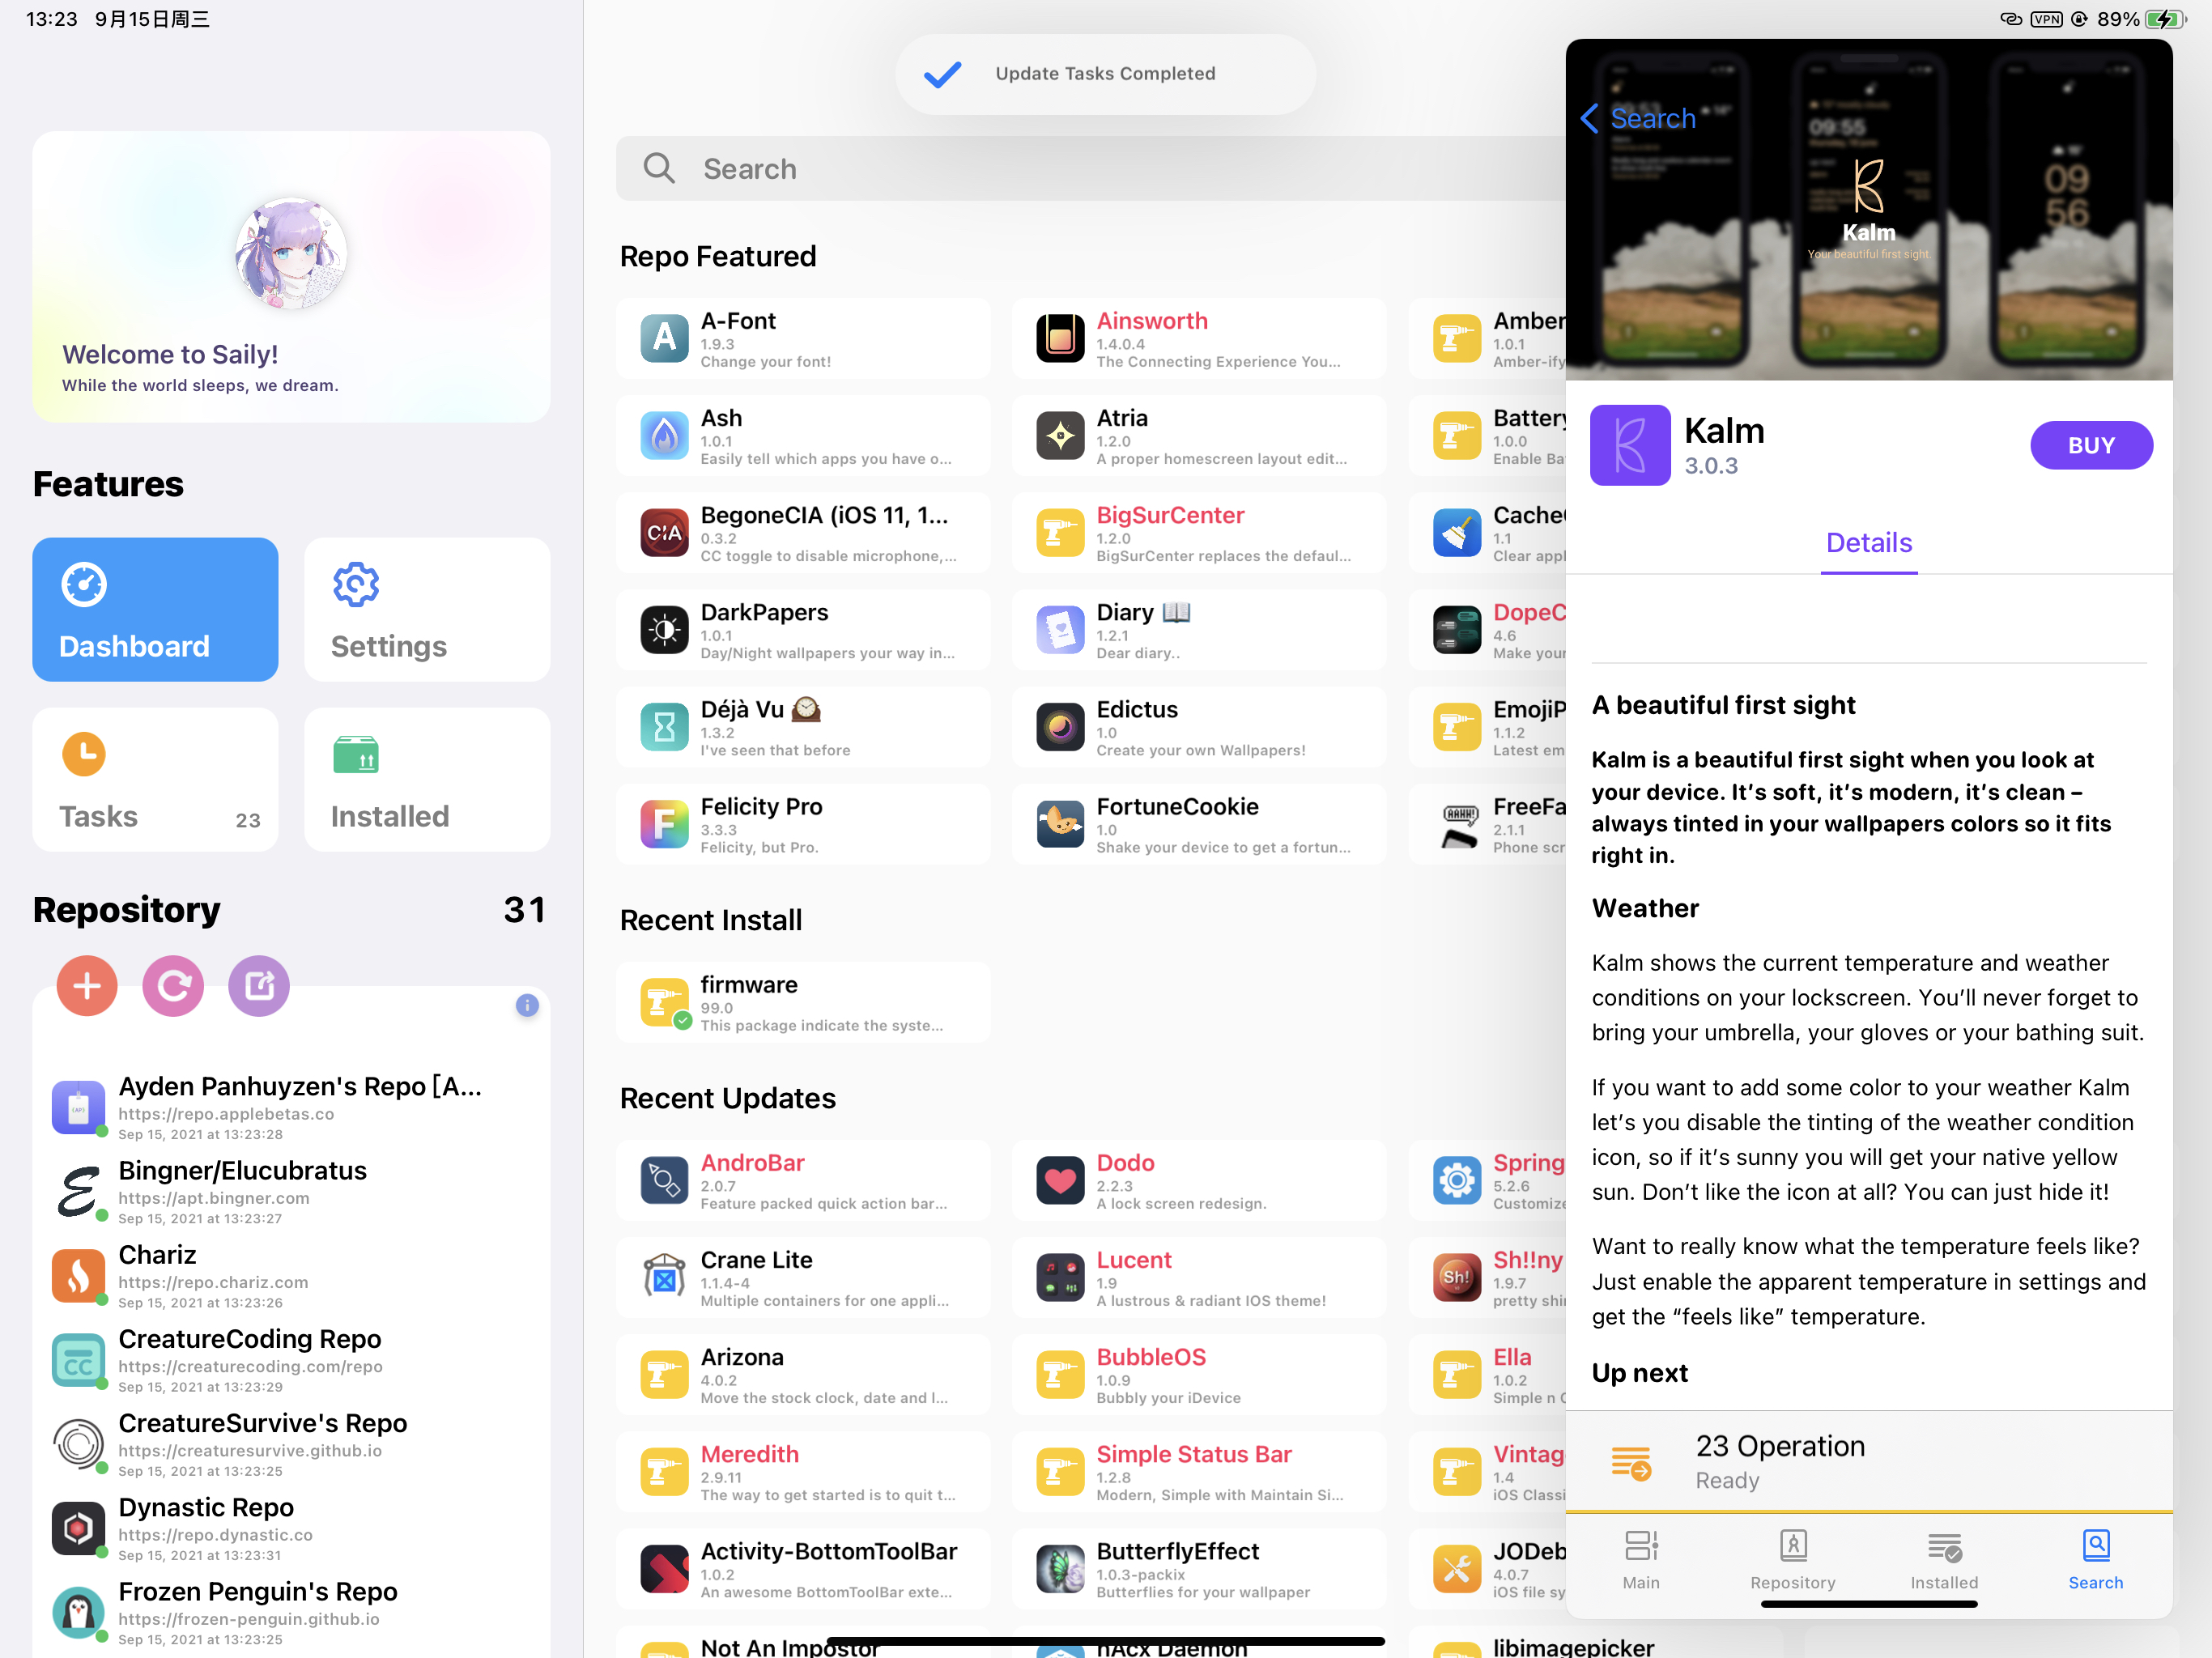 13:23 9月15日周三
VPN 89%
Welcome to Saily!
While the world sleeps, we dream.
Features
Dashboard
Settings
Tasks 23
Installed
Repository 31
Ayden Panhuyzen's Repo [A...
https://repo.applebetas.co
Sep 15, 2021 at 13:23:28
Bingner/Elucubratus
https://apt.bingner.com
Sep 15, 2021 at 13:23:27
Chariz
https://repo.chariz.com
Sep 15, 2021 at 13:23:26
CreatureCoding Repo
https://creaturecoding.com/repo
Sep 15, 2021 at 13:23:29
CreatureSurvive's Repo
https://creaturesurvive.github.io
Sep 15, 2021 at 13:23:25
Dynastic Repo
https://repo.dynastic.co
Sep 15, 2021 at 13:23:31
Frozen Penguin's Repo
https://frozen-penguin.github.io
Sep 15, 2021 at 13:23:25
Update Tasks Completed
Search
Repo Featured
A-Font
1.9.3
Change your font!
Ainsworth
1.4.0.4
The Connecting Experience You...
Amber
1.0.1
Amber-ify
Ash
1.0.1
Easily tell which apps you have o...
Atria
1.2.0
A proper homescreen layout edit...
Battery
1.0.0
Enable Ba
BegoneCIA (iOS 11, 1...
0.3.2
CC toggle to disable microphone,...
BigSurCenter
1.2.0
BigSurCenter replaces the defaul...
Cache
1.1
Clear appl
DarkPapers
1.0.1
Day/Night wallpapers your way in...
Diary 📖
1.2.1
Dear diary..
DopeC
4.6
Make your
Déjà Vu 🕰
1.3.2
I've seen that before
Edictus
1.0
Create your own Wallpapers!
EmojiP
1.1.2
Latest em
Felicity Pro
3.3.3
Felicity, but Pro.
FortuneCookie
1.0
Shake your device to get a fortun...
FreeFa
2.1.1
Phone scr
Recent Install
firmware
99.0
This package indicate the syste...
Recent Updates
AndroBar
2.0.7
Feature packed quick action bar...
Dodo
2.2.3
A lock screen redesign.
Spring
5.2.6
Customize
Crane Lite
1.1.4-4
Multiple containers for one appli...
Lucent
1.9
A lustrous & radiant IOS theme!
Sh!!ny
1.9.7
pretty shi
Arizona
4.0.2
Move the stock clock, date and l...
BubbleOS
1.0.9
Bubbly your iDevice
Ella
1.0.2
Simple n C
Meredith
2.9.11
The way to get started is to quit t...
Simple Status Bar
1.2.8
Modern, Simple with Maintain Si...
Vintag
1.4
iOS Classi
Activity-BottomToolBar
1.0.2
An awesome BottomToolBar exte...
ButterflyEffect
1.0.3-packix
Butterflies for your wallpaper
JODeb
4.0.7
iOS file sy
Not An Impostor
nAcx Daemon
libimagepicker
Search
09:55
09
56
Kalm
Your beautiful first sight.
Kalm
3.0.3
BUY
Details
A beautiful first sight
Kalm is a beautiful first sight when you look at
your device. It’s soft, it’s modern, it’s clean –
always tinted in your wallpapers colors so it fits
right in.
Weather
Kalm shows the current temperature and weather
conditions on your lockscreen. You’ll never forget to
bring your umbrella, your gloves or your bathing suit.
If you want to add some color to your weather Kalm
let’s you disable the tinting of the weather condition
icon, so if it’s sunny you will get your native yellow
sun. Don’t like the icon at all? You can just hide it!
Want to really know what the temperature feels like?
Just enable the apparent temperature in settings and
get the “feels like” temperature.
Up next
23 Operation
Ready
Main
Repository
Installed
Search